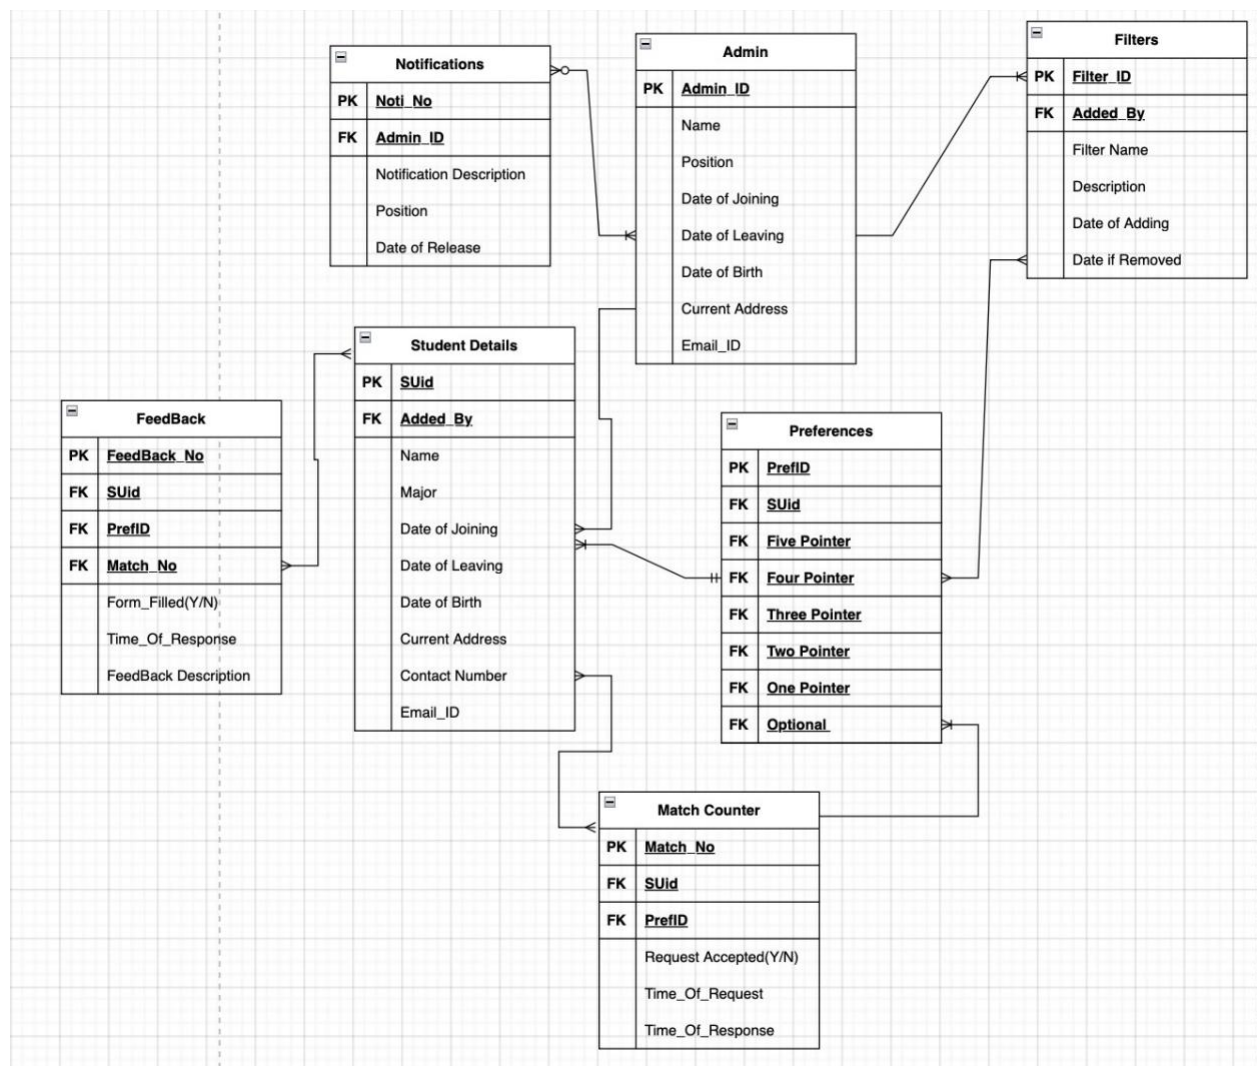 Notifications
PK Noti_No
FK Admin_ID
Notification Description
Position
Date of Release
Admin
PK Admin_ID
Name
Position
Date of Joining
Date of Leaving
Date of Birth
Current Address
Email_ID
Filters
PK Filter_ID
FK Added_By
Filter Name
Description
Date of Adding
Date if Removed
FeedBack
PK FeedBack_No
FK SUid
FK PrefID
FK Match_No
Form_Filled(Y/N)
Time_Of_Response
FeedBack Description
Student Details
PK SUid
FK Added_By
Name
Major
Date of Joining
Date of Leaving
Date of Birth
Current Address
Contact Number
Email_ID
Preferences
PK PrefID
FK SUid
FK Five Pointer
FK Four Pointer
FK Three Pointer
FK Two Pointer
FK One Pointer
FK Optional
Match Counter
PK Match_No
FK SUid
FK PrefID
Request Accepted(Y/N)
Time_Of_Request
Time_Of_Response